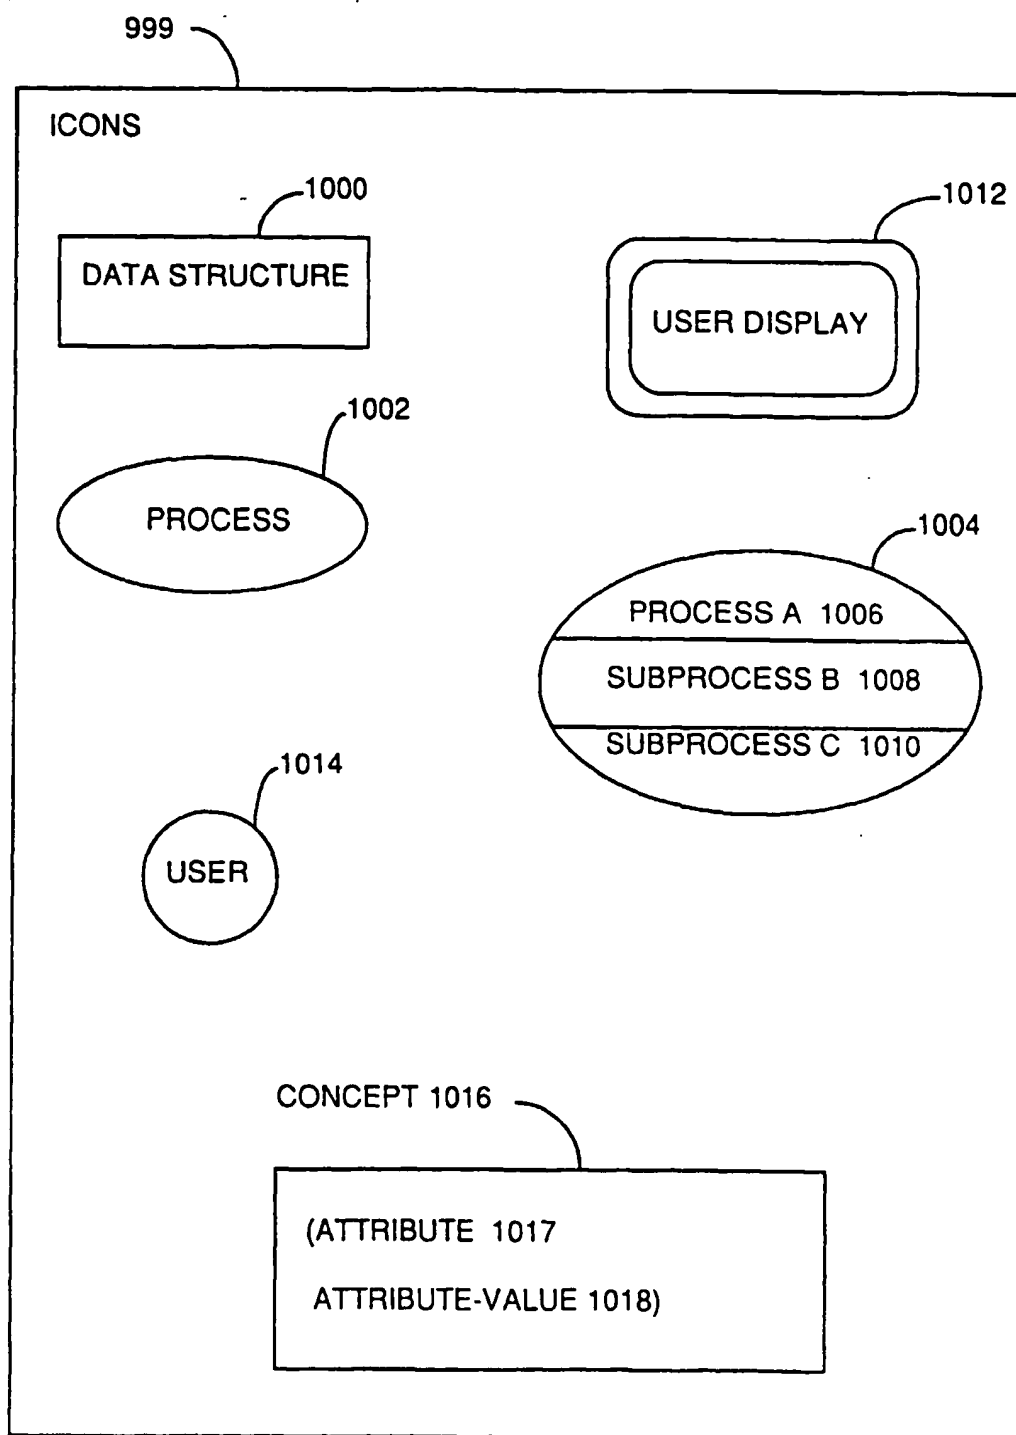 999
ICONS
1000
DATA STRUCTURE
1012
USER DISPLAY
1002
PROCESS
1004
PROCESS A 1006
SUBPROCESS B 1008
SUBPROCESS C 1010
1014
USER
CONCEPT 1016
(ATTRIBUTE 1017
ATTRIBUTE-VALUE 1018)